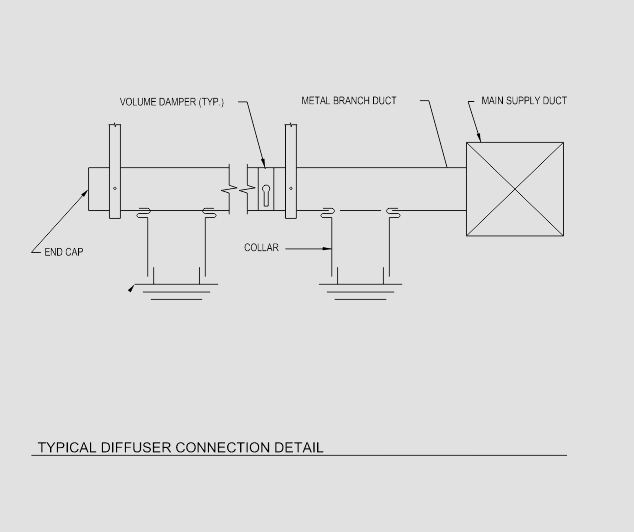 VOLUME DAMPER (TYP.)
METAL BRANCH DUCT
MAIN SUPPLY DUCT
COLLAR
END CAP
TYPICAL DIFFUSER CONNECTION DETAIL